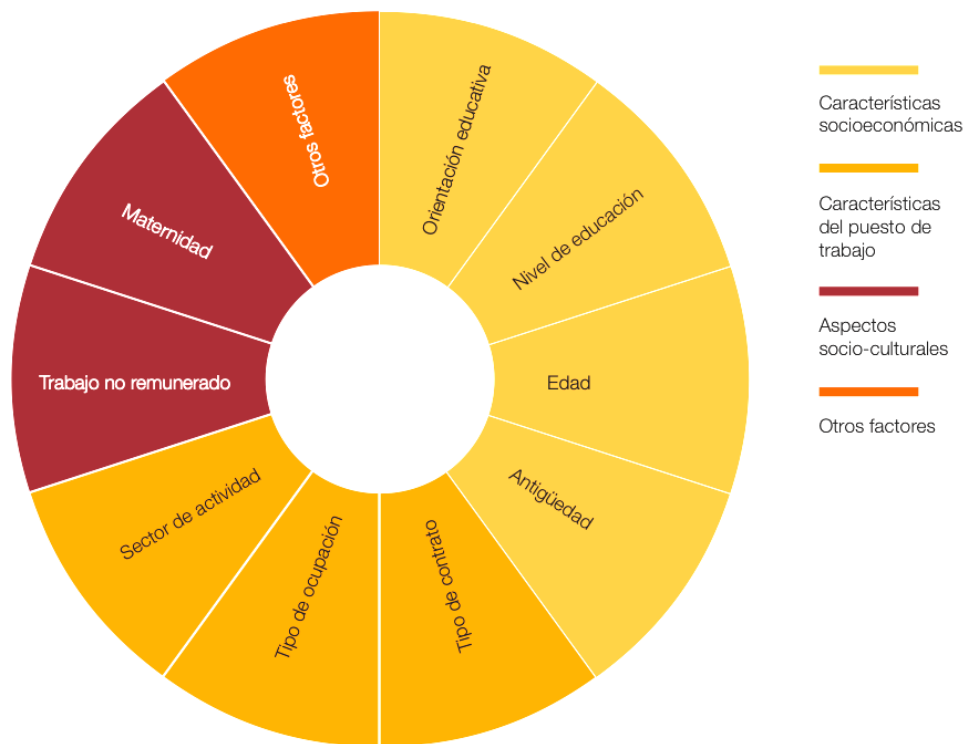 Orientación educativa
Nivel de educación
Edad
Antigüedad
Tipo de contrato
Tipo de ocupación
Sector de actividad
Trabajo no remunerado
Maternidad
Otros factores
Características
socioeconómicas
Características
del puesto de
trabajo
Aspectos
socio-culturales
Otros factores